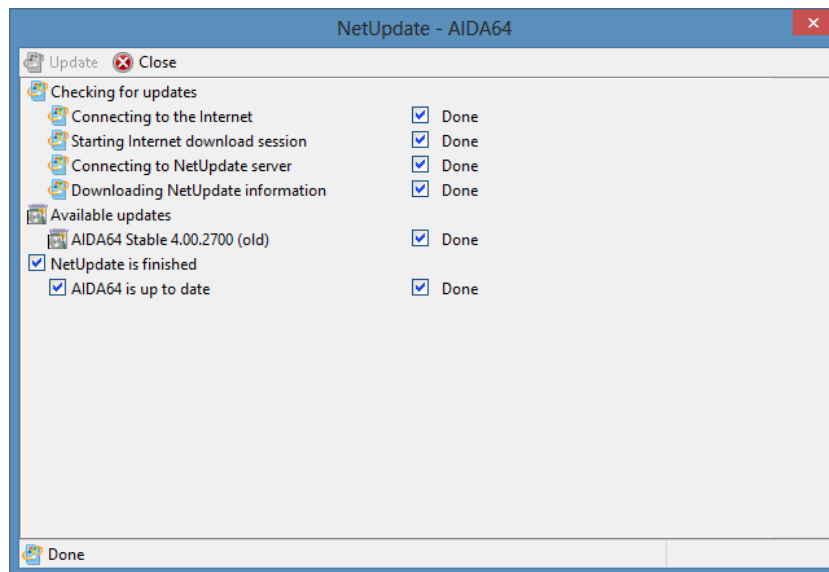 NetUpdate - AIDA64
Update Close
Checking for updates
Connecting to the Internet Done
Starting Internet download session Done
Connecting to NetUpdate server Done
Downloading NetUpdate information Done
Available updates
AIDA64 Stable 4.00.2700 (old) Done
NetUpdate is finished
AIDA64 is up to date Done
Done